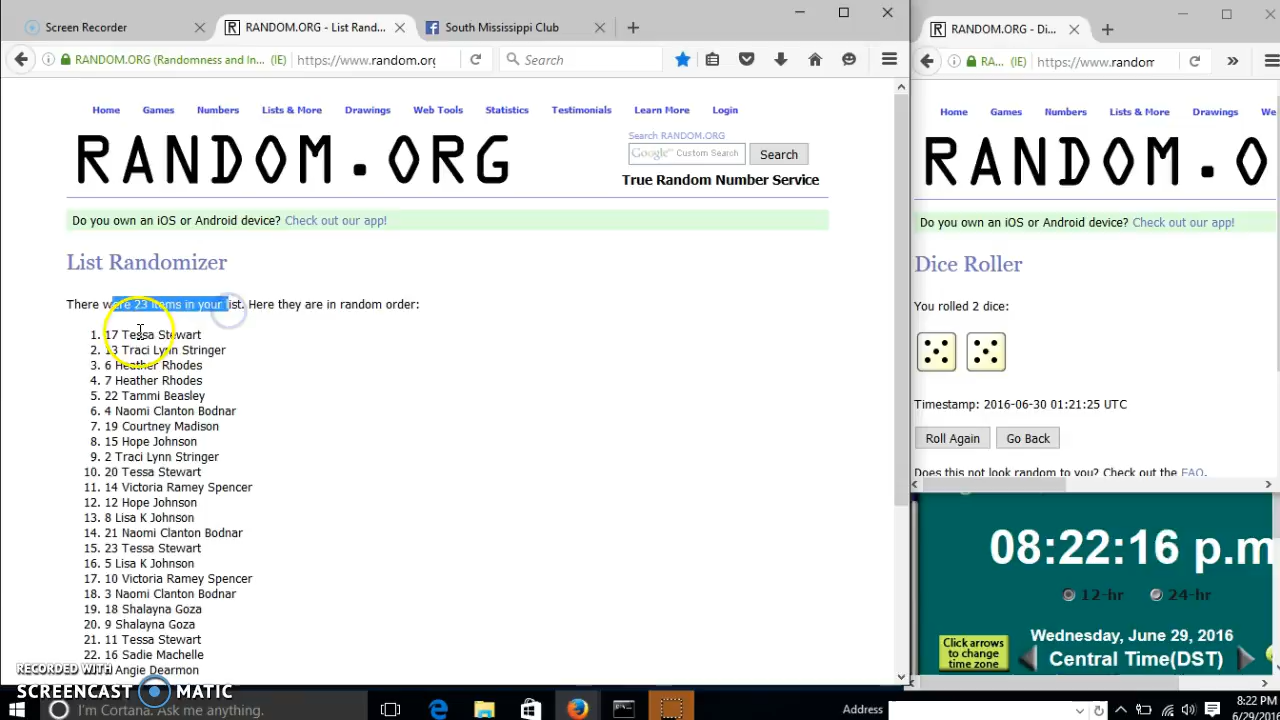 Screen Recorder
RANDOM.ORG - List Rand...
South Mississippi Club
RANDOM.ORG - Di...
RANDOM.ORG (Randomness and In... (IE)
https://www.random.org
Search
RA... (IE)
https://www.random
Home Games Numbers Lists & More Drawings Web Tools Statistics Testimonials Learn More Login
Home Games Numbers Lists & More Drawings We
RANDOM.ORG
Search RANDOM.ORG
Google™ Custom Search
Search
True Random Number Service
RANDOM.O
Do you own an iOS or Android device? Check out our app!
Do you own an iOS or Android device? Check out our app!
List Randomizer
There were 23 items in your list. Here they are in random order:
1. 17 Tessa Stewart
2. 13 Traci Lynn Stringer
3. 6 Heather Rhodes
4. 7 Heather Rhodes
5. 22 Tammi Beasley
6. 4 Naomi Clanton Bodnar
7. 19 Courtney Madison
8. 15 Hope Johnson
9. 2 Traci Lynn Stringer
10. 20 Tessa Stewart
11. 14 Victoria Ramey Spencer
12. 12 Hope Johnson
13. 8 Lisa K Johnson
14. 21 Naomi Clanton Bodnar
15. 23 Tessa Stewart
16. 5 Lisa K Johnson
17. 10 Victoria Ramey Spencer
18. 3 Naomi Clanton Bodnar
19. 18 Shalayna Goza
20. 9 Shalayna Goza
21. 11 Tessa Stewart
22. 16 Sadie Machelle
Angie Dearmon
Dice Roller
You rolled 2 dice:
Timestamp: 2016-06-30 01:21:25 UTC
Roll Again
Go Back
Does this not look random to you? Check out the FAQ.
08:22:16 p.m
12-hr 24-hr
Wednesday, June 29, 2016
Central Time(DST)
Click arrows
to change
time zone
RECORDED WITH
SCREENCAST MATIC
I'm Cortana. Ask me anything.
Address
8:22 PM
6/29/201